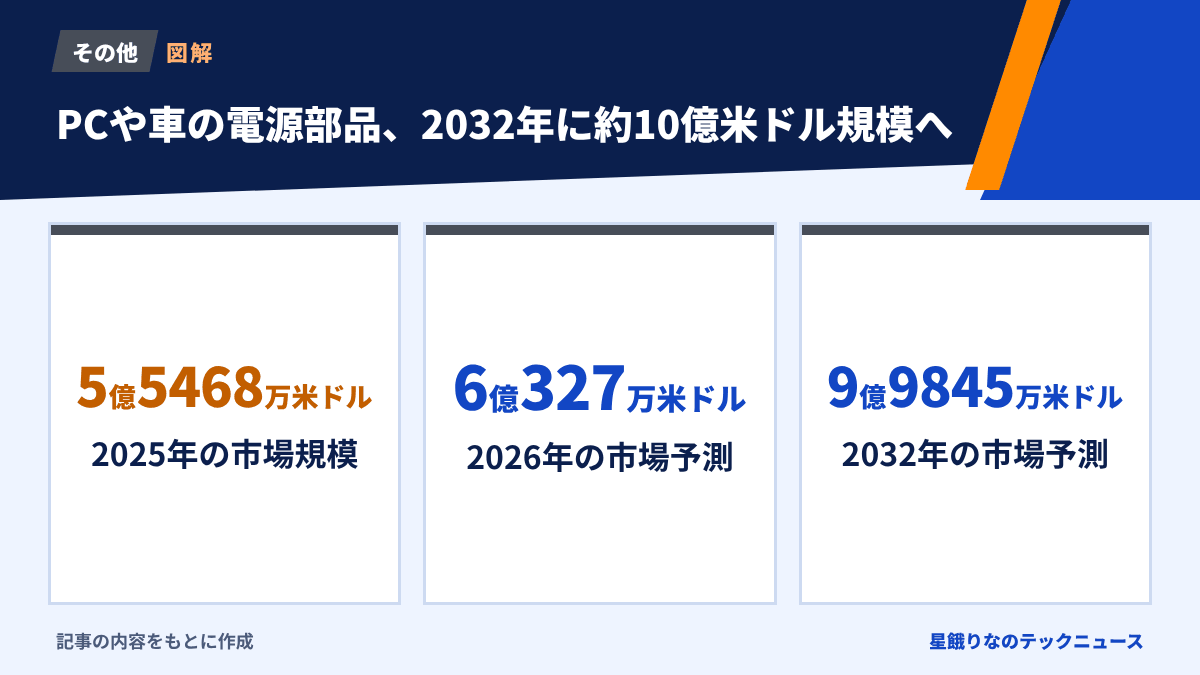 その他 図解
PCや車の電源部品、2032年に約10億米ドル規模へ
5億5468万米ドル
2025年の市場規模
6億327万米ドル
2026年の市場予測
9億9845万米ドル
2032年の市場予測
記事の内容をもとに作成
星餓りなのテックニュース